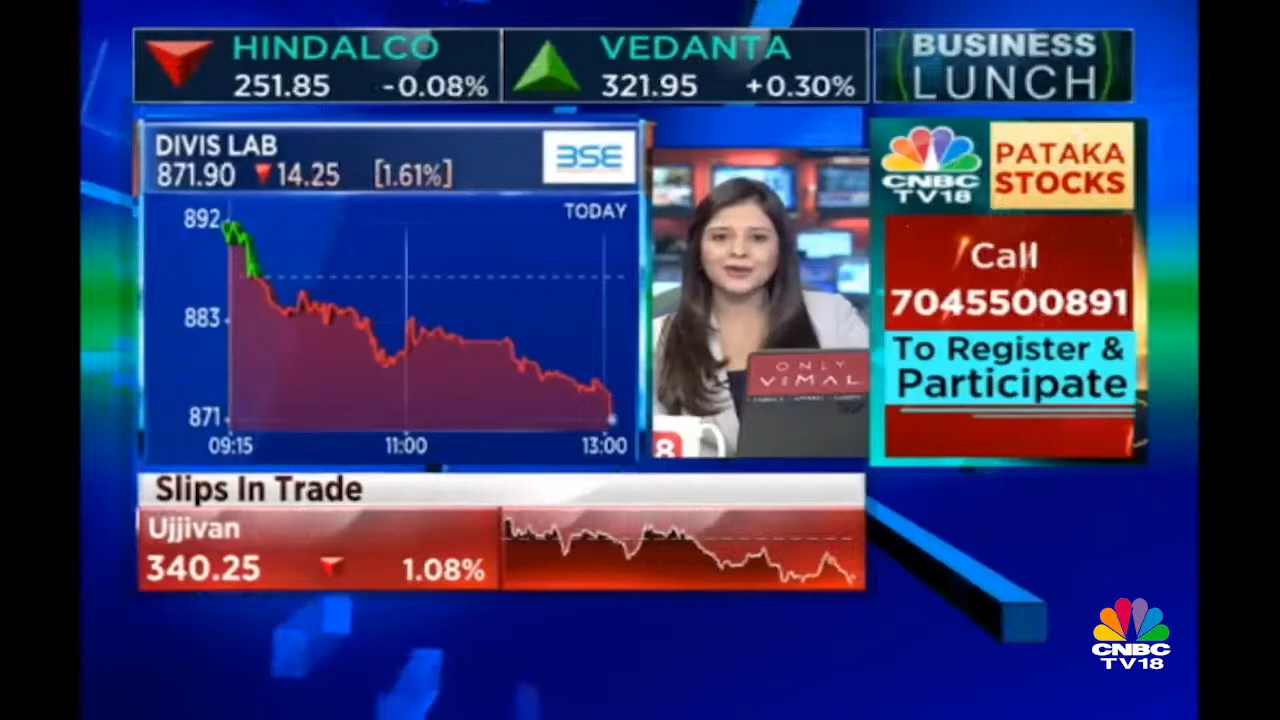 HINDALCO
251.85 -0.08%
VEDANTA
321.95 +0.30%
BUSINESS
LUNCH
DIVIS LAB
871.90 14.25 [1.61%]
BSE
TODAY
892
883
871
09:15 11:00 13:00
ONLY
VIMAL
8
CNBC
TV18
PATAKA
STOCKS
Call
7045500891
To Register &
Participate
Slips In Trade
Ujjivan
340.25 1.08%
CNBC
TV18